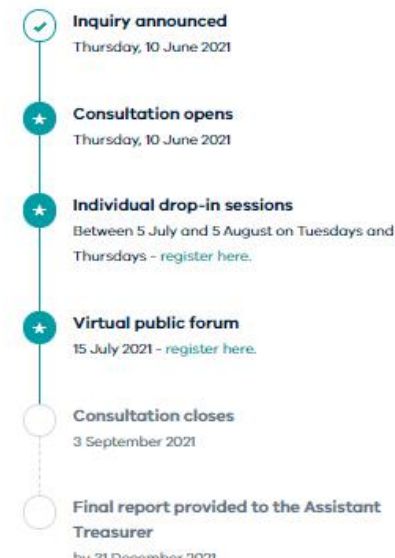 Inquiry announced
Thursday, 10 June 2021
Consultation opens
Thursday, 10 June 2021
Individual drop-in sessions
Between 5 July and 5 August on Tuesdays and
Thursdays - register here.
Virtual public forum
15 July 2021 - register here.
Consultation closes
3 September 2021
Final report provided to the Assistant
Treasurer
by 31 December 2021